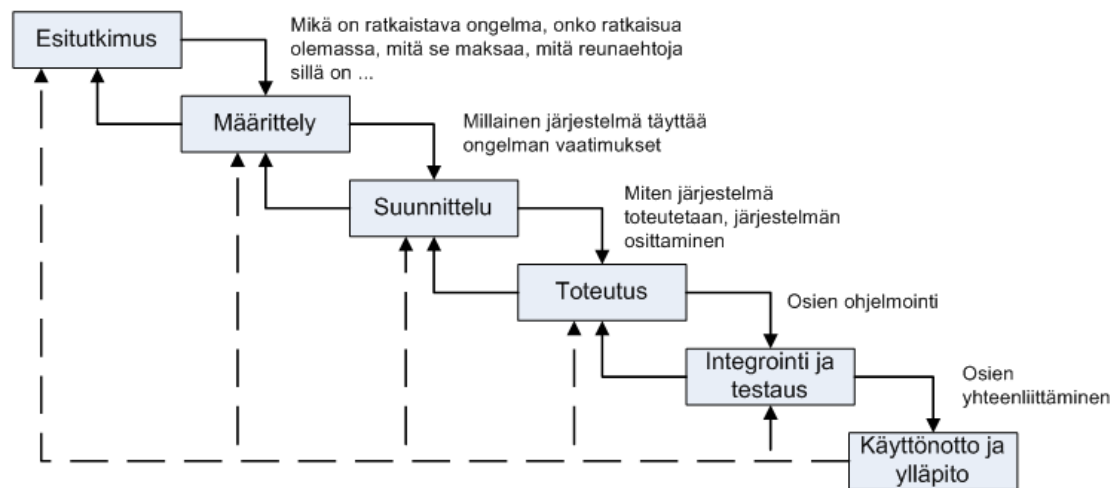 Esitutkimus
Mikä on ratkaistava ongelma, onko ratkaisua
olemassa, mitä se maksaa, mitä reunaehtoja
sillä on ...
Määrittely
Millainen järjestelmä täyttää
ongelman vaatimukset
Suunnittelu
Miten järjestelmä
toteutetaan, järjestelmän
osittaminen
Toteutus
Osien ohjelmointi
Integrointi ja
testaus
Osien
yhteenliittäminen
Käyttönotto ja
ylläpito